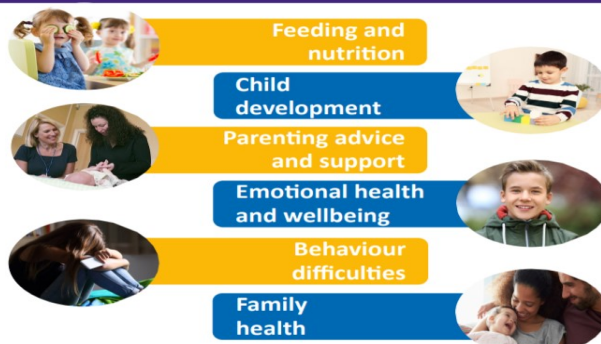 Feeding and
nutrition
Child
development
Parenting advice
and support
Emotional health
and wellbeing
Behaviour
difficulties
Family
health